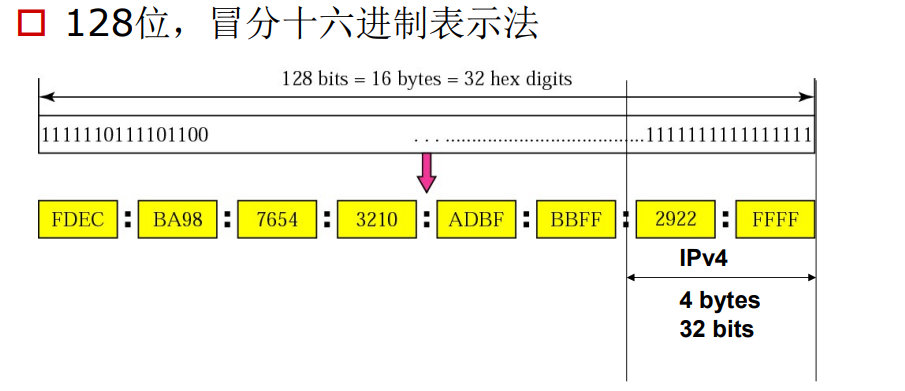 128位，冒分十六进制表示法
128 bits = 16 bytes = 32 hex digits
1111110111101100 . . . ......................................1111111111111111
FDEC : BA98 : 7654 : 3210 : ADBF : BBFF : 2922 : FFFF
IPv4
4 bytes
32 bits